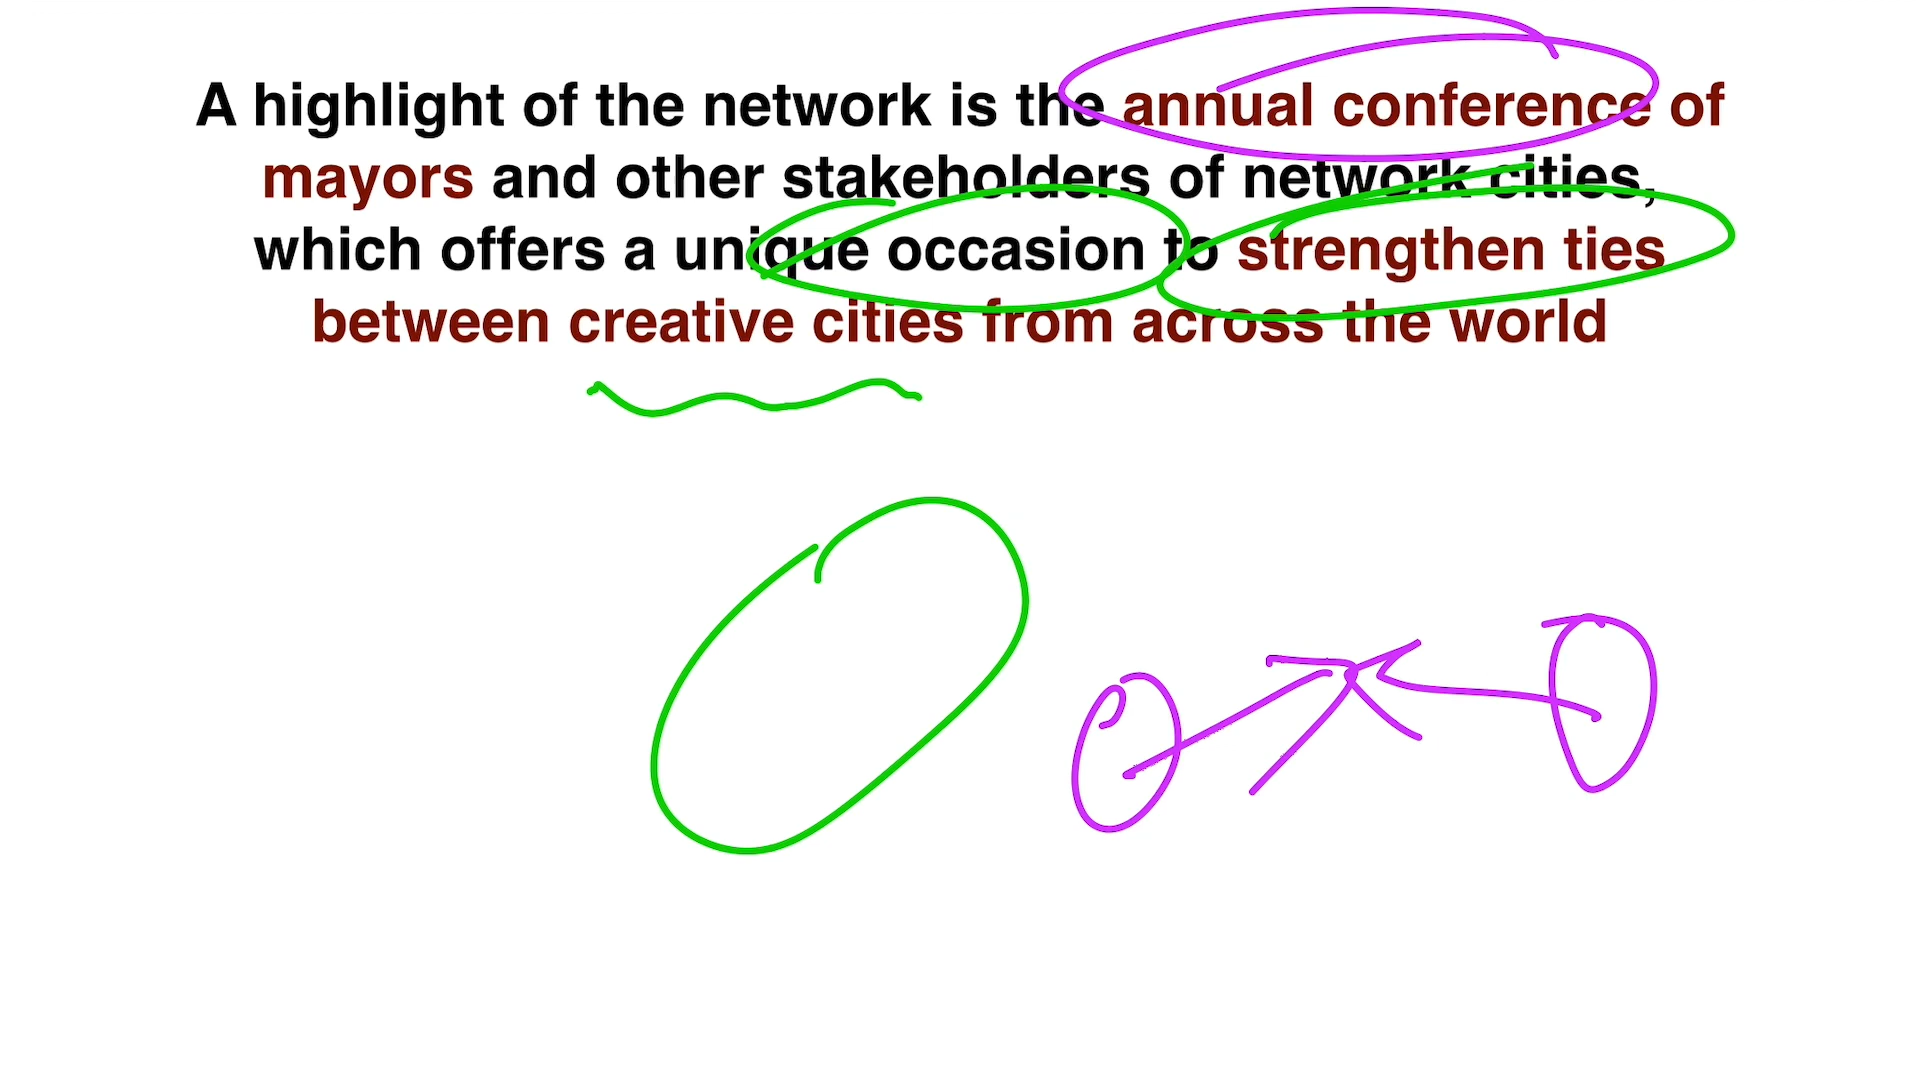 A highlight of the network is the annual conference of
mayors and other stakeholders of network cities,
which offers a unique occasion to strengthen ties
between creative cities from across the world